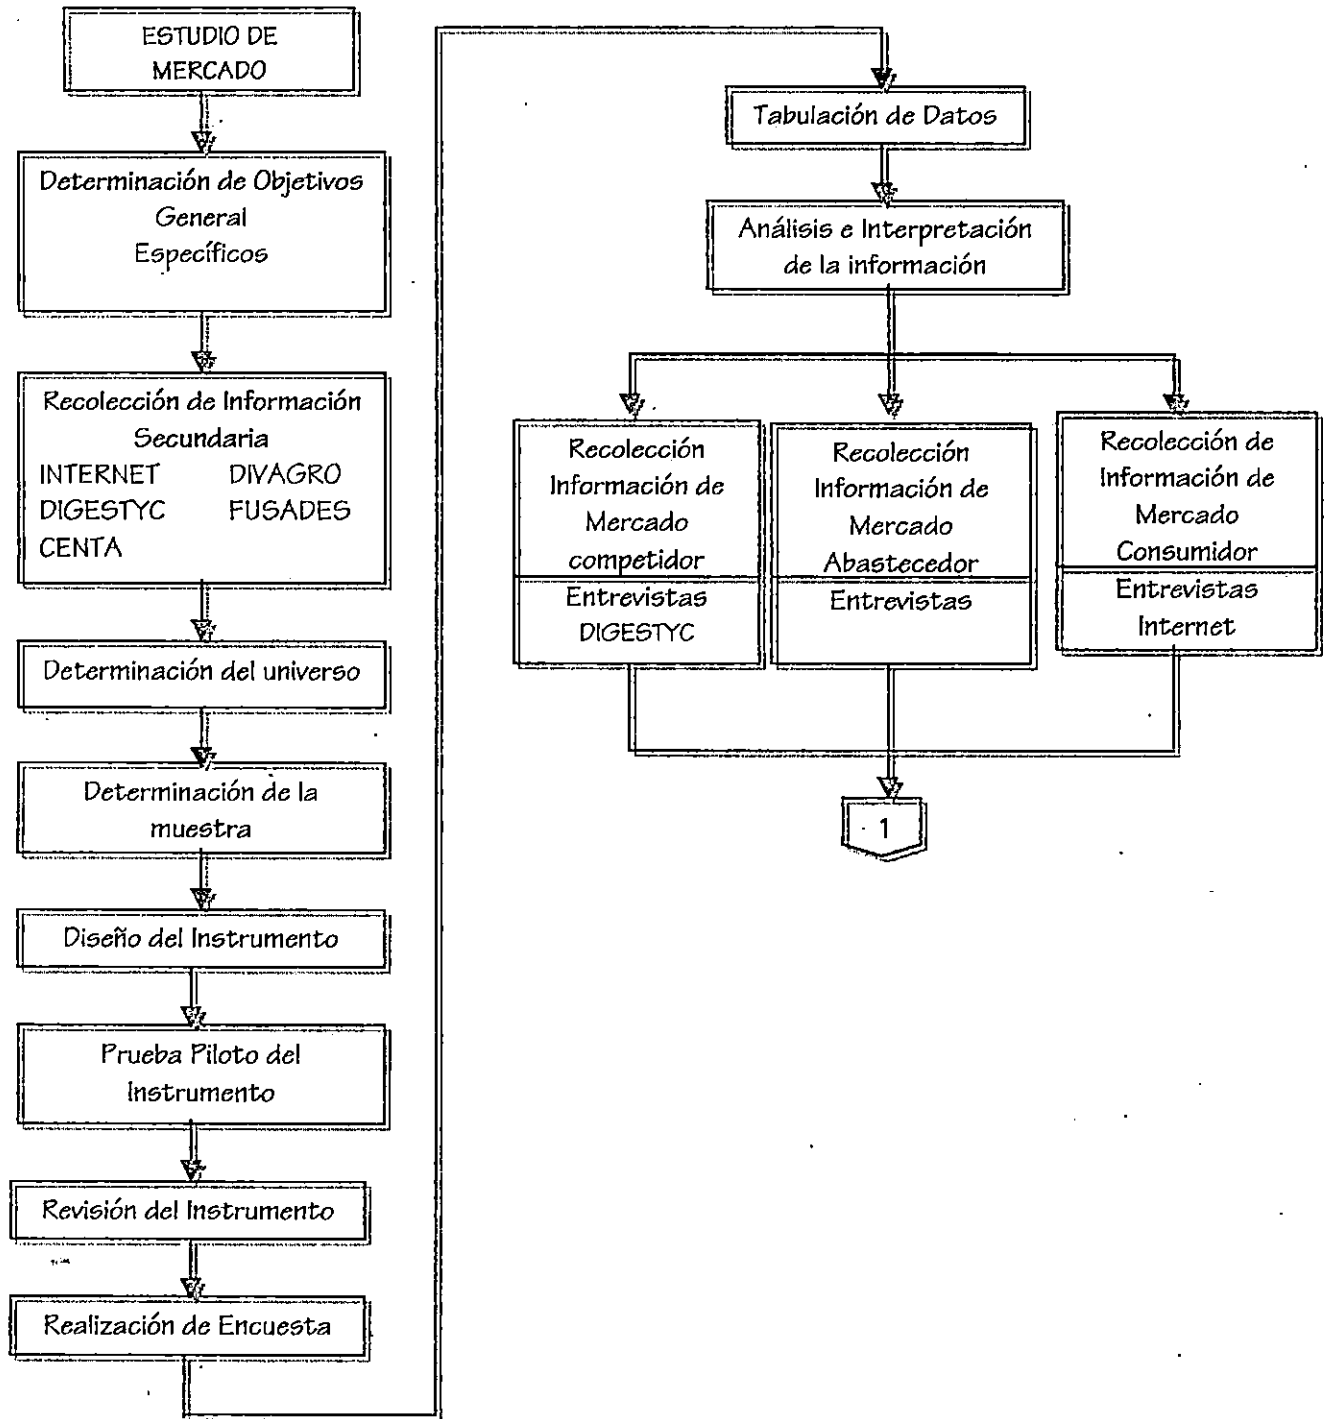 ESTUDIO DE
MERCADO
Determinación de Objetivos
General
Específicos
Recolección de Información
Secundaria
INTERNET DIVAGRO
DIGESTYC FUSADES
CENTA
Determinación del universo
Determinación de la
muestra
Diseño del Instrumento
Prueba Piloto del
Instrumento
Revisión del Instrumento
Realización de Encuesta
Tabulación de Datos
Análisis e Interpretación
de la información
Recolección
Información de
Mercado
competidor
Entrevistas
DIGESTYC
Recolección
Información de
Mercado
Abastecedor
Entrevistas
Recolección de
Información de
Mercado
Consumidor
Entrevistas
Internet
1